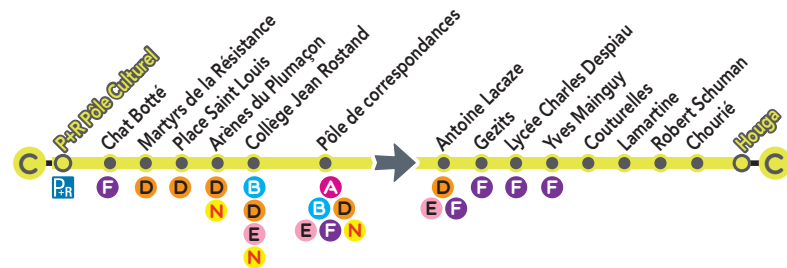 P+R Pôle Culturel
Chat Botté
Martyrs de la Résistance
Place Saint Louis
Arènes du Plumaçon
Collège Jean Rostand
Pôle de correspondances
Antoine Lacaze
Gezits
Lycée Charles Despiau
Yves Mainguy
Couturelles
Lamartine
Robert Schuman
Chourié
Houga
C C
P+R F D D D B A D F F F
N D B D E F
E E F N
N